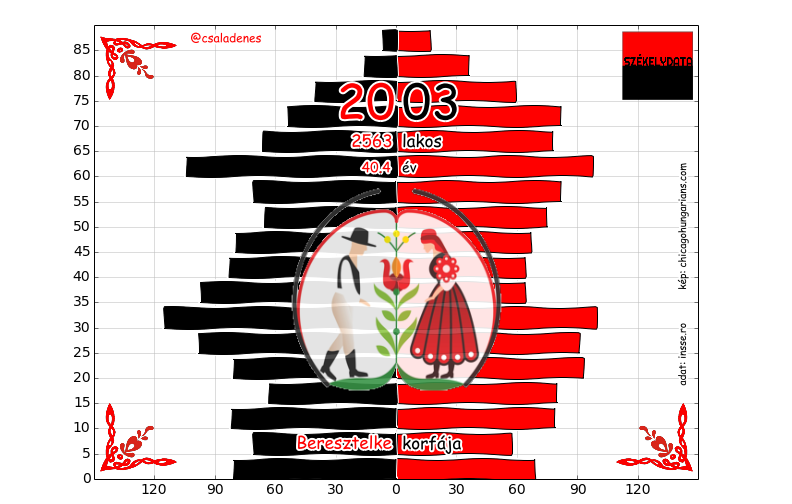 @csaladenes
SZÉKELYDATA
2003
2563 lakos
40.4 év
kép: chicagohungarians.com
adat: insse.ro
Beresztelke korfája
85
80
75
70
65
60
55
50
45
40
35
30
25
20
15
10
5
0
120 90 60 30 0 30 60 90 120